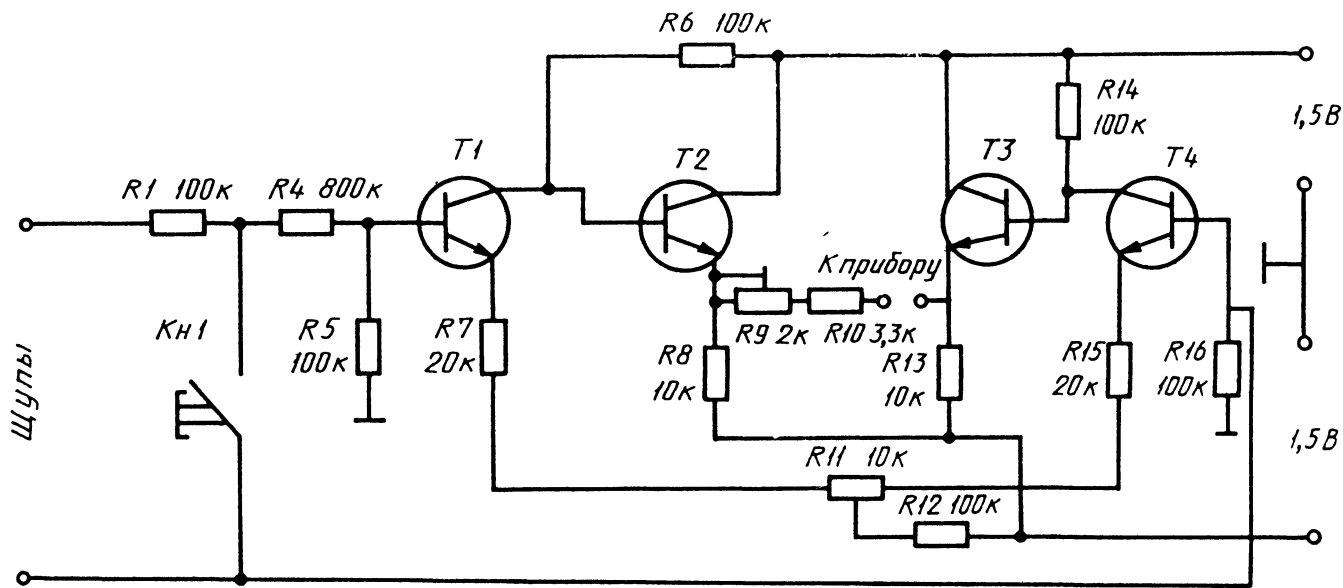 R6 100к
R14
100к
1,5В
T1
T2
T3
T4
R1 100к
R4 800к
К прибору
Кн1
R5
100к
R7
20к
R9 2к
R10 3,3к
R8
10к
R13
10к
R15
20к
R16
100к
Щупы
R11 10к
1,5В
R12 100к